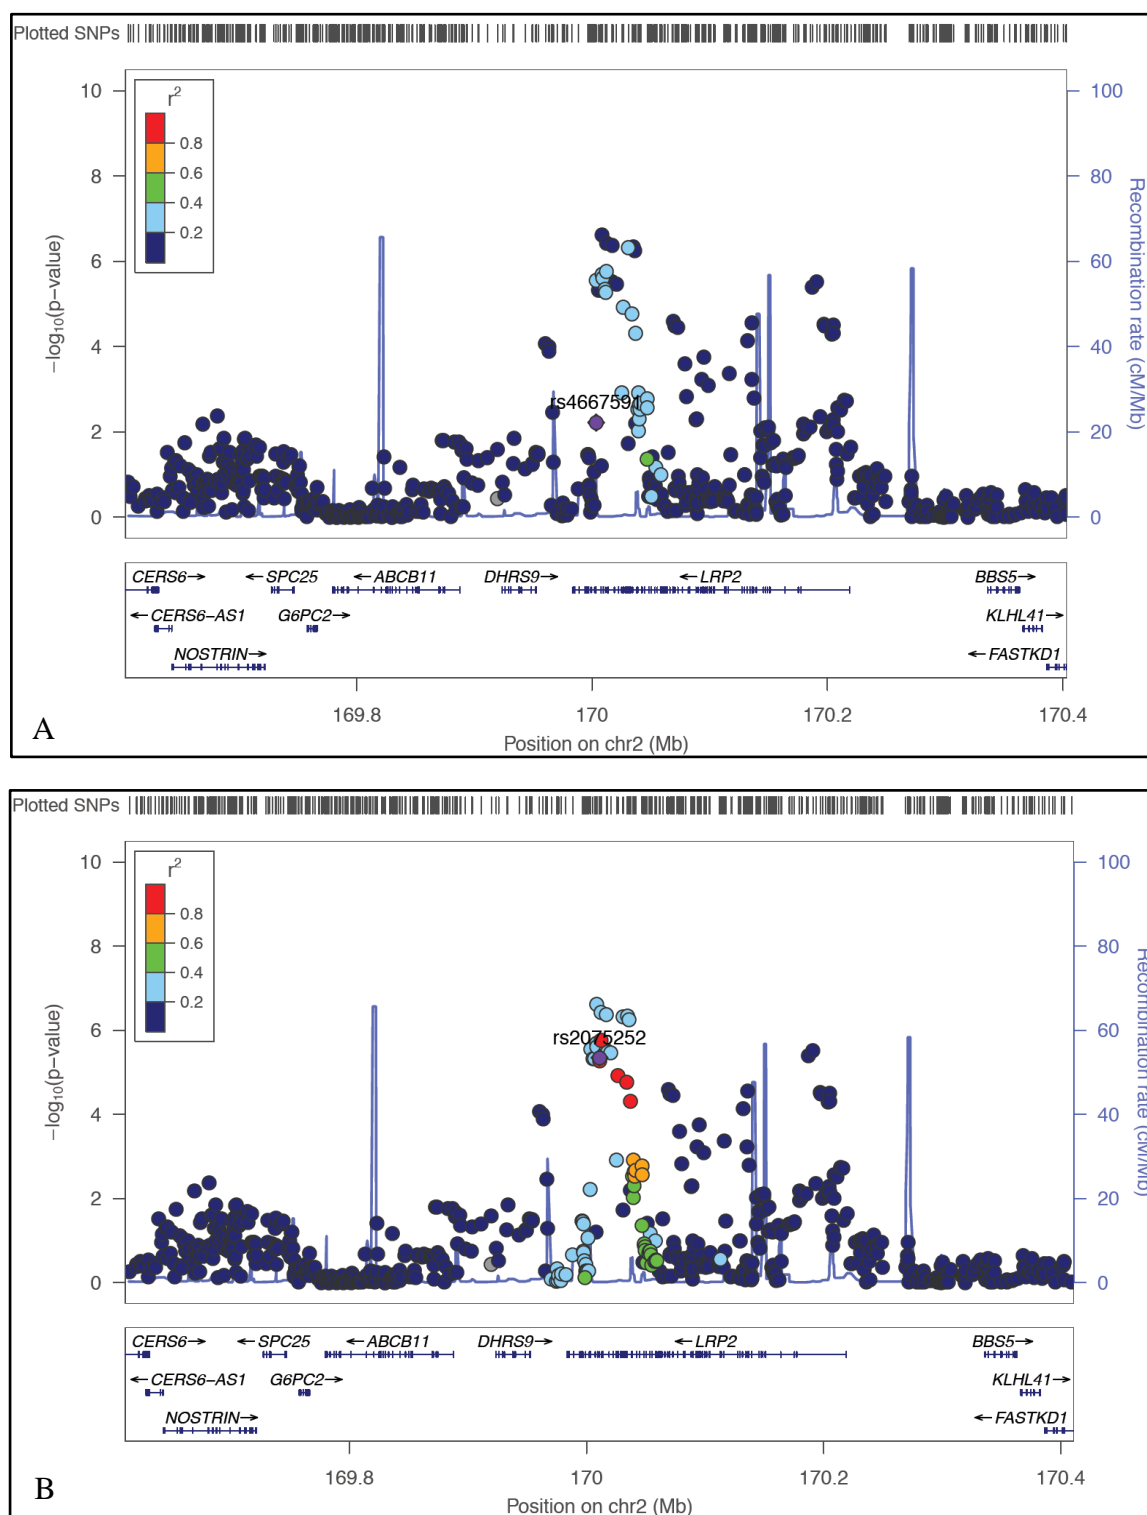 Plotted SNPs
10
8
6
4
2
0
−log10(p−value)
r2
0.8
0.6
0.4
0.2
100
80
60
40
20
0
Recombination rate (cM/Mb)
rs4667591
CERS6→ ←SPC25 ←ABCB11 DHRS9→ ←LRP2 BBS5→
←CERS6−AS1 G6PC2→ KLHL41→
NOSTRIN→ ←FASTKD1
169.8 170 170.2 170.4
Position on chr2 (Mb)
A
Plotted SNPs
10
8
6
4
2
0
−log10(p−value)
r2
0.8
0.6
0.4
0.2
100
80
60
40
20
0
Recombination rate (cM/Mb)
rs2075252
CERS6→ ←SPC25 ←ABCB11 DHRS9→ ←LRP2 BBS5→
←CERS6−AS1 G6PC2→ KLHL41→
NOSTRIN→ ←FASTKD1
169.8 170 170.2 170.4
Position on chr2 (Mb)
B